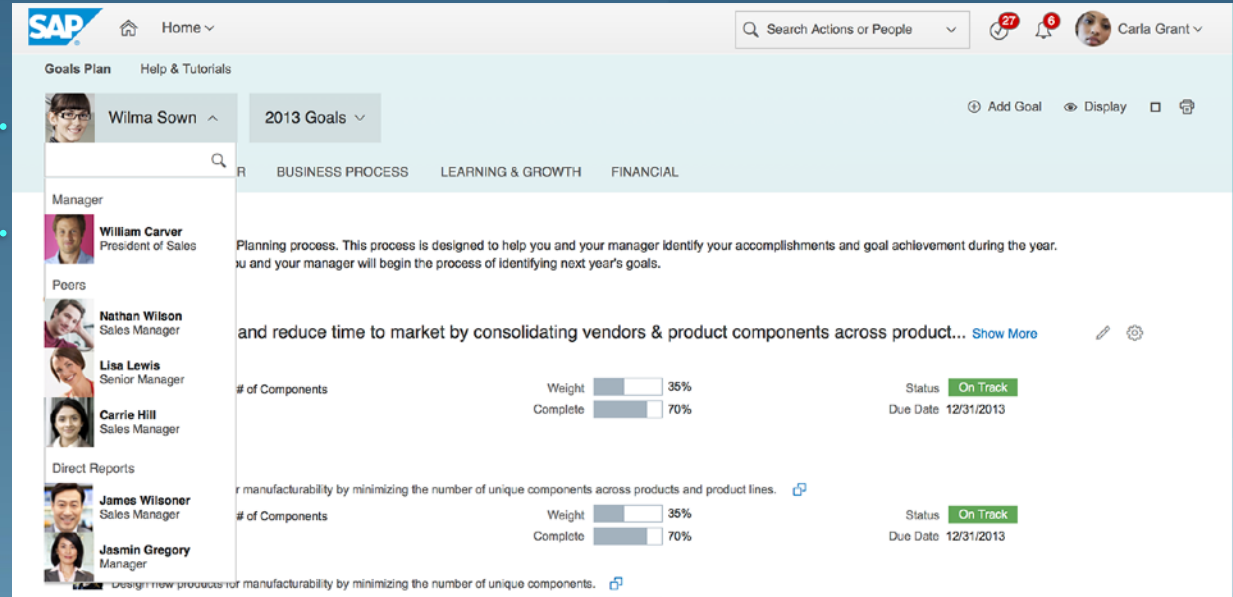 SAP
Home
Search Actions or People
27
6
Carla Grant
Goals Plan
Help & Tutorials
Wilma Sown
2013 Goals
Add Goal
Display
R
BUSINESS PROCESS
LEARNING & GROWTH
FINANCIAL
Manager
William Carver
President of Sales
Planning process. This process is designed to help you and your manager identify your accomplishments and goal achievement during the year.
and your manager will begin the process of identifying next year's goals.
Peers
Nathan Wilson
Sales Manager
and reduce time to market by consolidating vendors & product components across product... Show More
Lisa Lewis
Senior Manager
# of Components
Weight
35%
Status
On Track
Carrie Hill
Sales Manager
Complete
70%
Due Date 12/31/2013
Direct Reports
James Wilsoner
Sales Manager
r manufacturability by minimizing the number of unique components across products and product lines.
# of Components
Weight
35%
Status
On Track
Jasmin Gregory
Manager
Complete
70%
Due Date 12/31/2013
Design new products for manufacturability by minimizing the number of unique components.